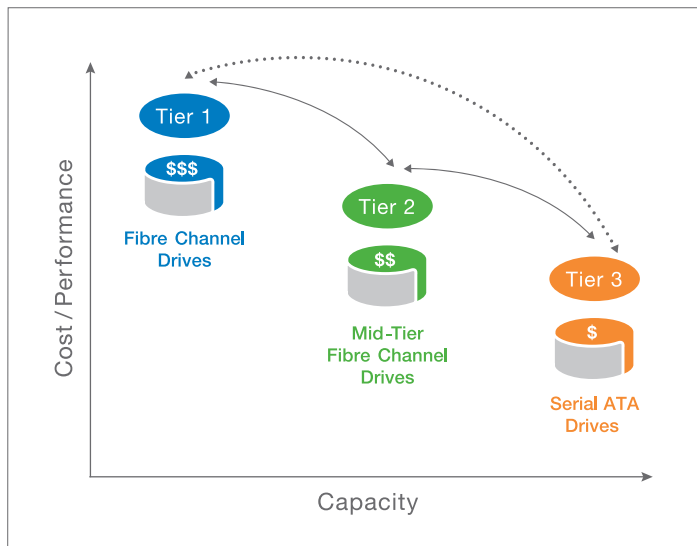 Tier 1
$$$
Fibre Channel
Drives
Tier 2
$$
Mid-Tier
Fibre Channel
Drives
Tier 3
$
Serial ATA
Drives
Cost / Performance
Capacity